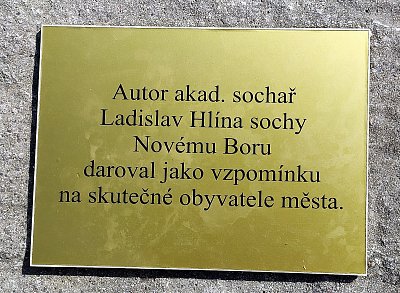 Autor akad. sochař
Ladislav Hlína sochy
Novému Boru
daroval jako vzpomínku
na skutečné obyvatele města.